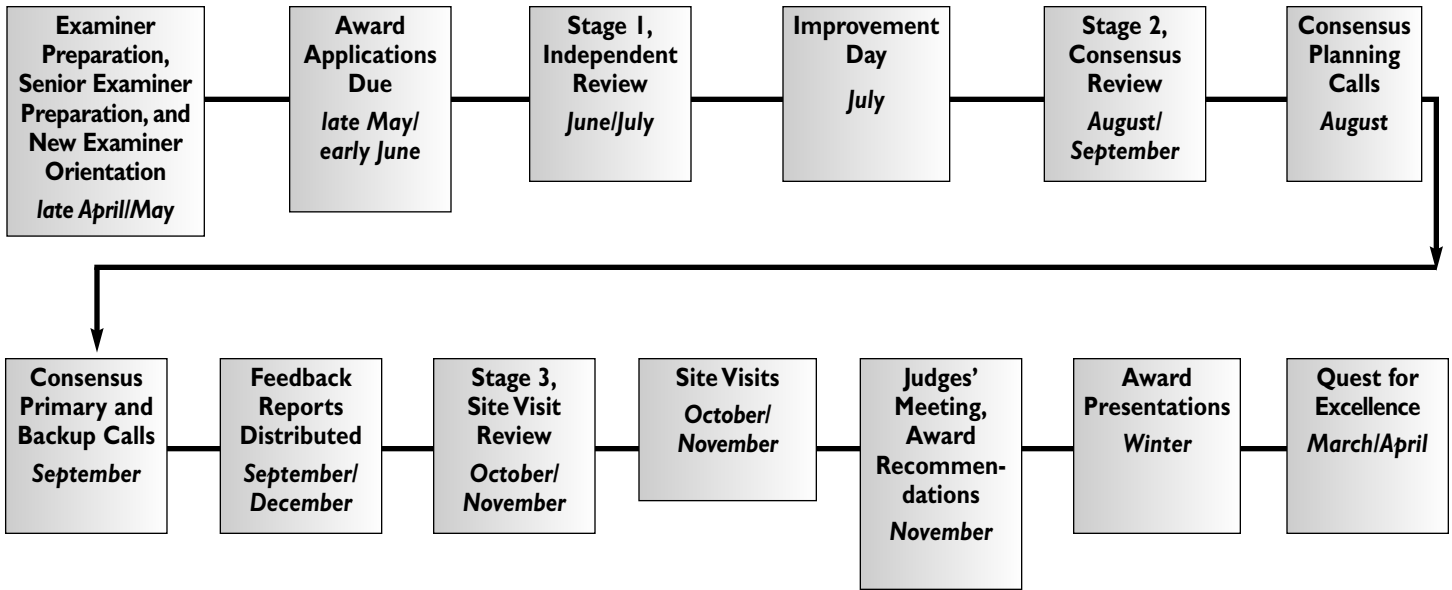 Examiner
Preparation,
Senior Examiner
Preparation, and
New Examiner
Orientation
late April/May
Award
Applications
Due
late May/
early June
Stage 1,
Independent
Review
June/July
Improvement
Day
July
Stage 2,
Consensus
Review
August/
September
Consensus
Planning
Calls
August
Consensus
Primary and
Backup Calls
September
Feedback
Reports
Distributed
September/
December
Stage 3,
Site Visit
Review
October/
November
Site Visits
October/
November
Judges’
Meeting,
Award
Recommen-
dations
November
Award
Presentations
Winter
Quest for
Excellence
March/April